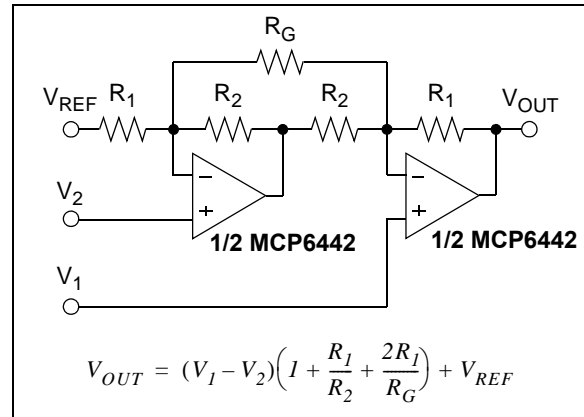 R_G
V_REF R_1 R_2 R_2 R_1 V_OUT
V_2
− + − +
1/2 MCP6442 1/2 MCP6442
V_1
V_OUT = (V_1 – V_2)(1 + R_1/R_2 + 2R_1/R_G) + V_REF